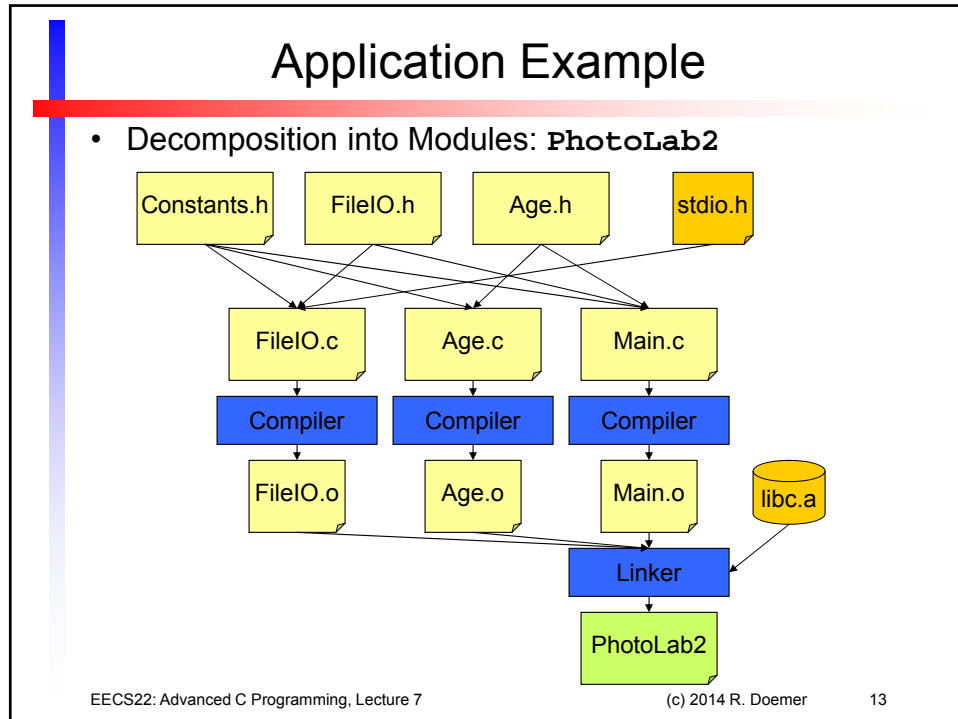 Application Example
• Decomposition into Modules: PhotoLab2
Constants.h
FileIO.h
Age.h
stdio.h
FileIO.c
Age.c
Main.c
Compiler
Compiler
Compiler
FileIO.o
Age.o
Main.o
libc.a
Linker
PhotoLab2
EECS22: Advanced C Programming, Lecture 7
(c) 2014 R. Doemer
13